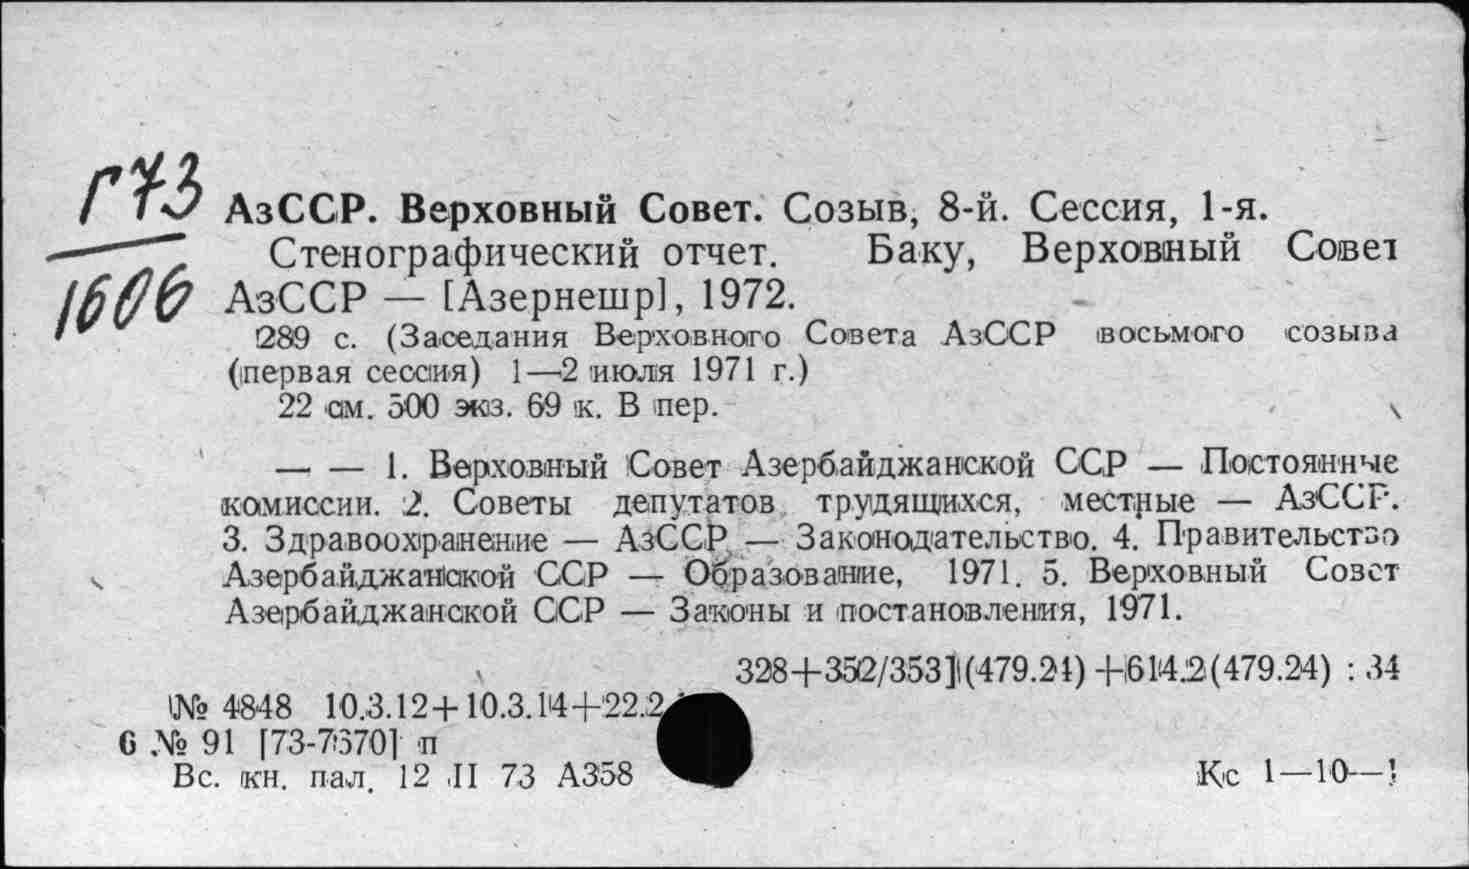 Г73
1606
АзССР. Верховный Совет. Созыв, 8-й. Сессия, 1-я.
Стенографический отчет. Баку, Верховный Совет
АзССР — [Азернешр], 1972.
289 с. (Заседания Верховного Совета АзССР восьмого созыва
(первая сессия) 1—2 июля 1971 г.)
22 см. 500 экз. 69 к. В пер.
— — 1. Верховный Совет Азербайджанской ССР — Постоянные
комиссии. 2. Советы депутатов трудящихся, местные — АзССР.
3. Здравоохранение — АзССР — Законодательство. 4. Правительство
Азербайджанской ССР — Образование, 1971. 5. Верховный Совет
Азербайджанской ССР — Законы и постановления, 1971.
328+352/353](479.24)+614.2(479.24) : 34
№ 4848 10.3.12+10.3.14+22.2
6 № 91 [73-7570] п
Вс. кн. пал. 12 II 73 А358
Кс 1—10—1